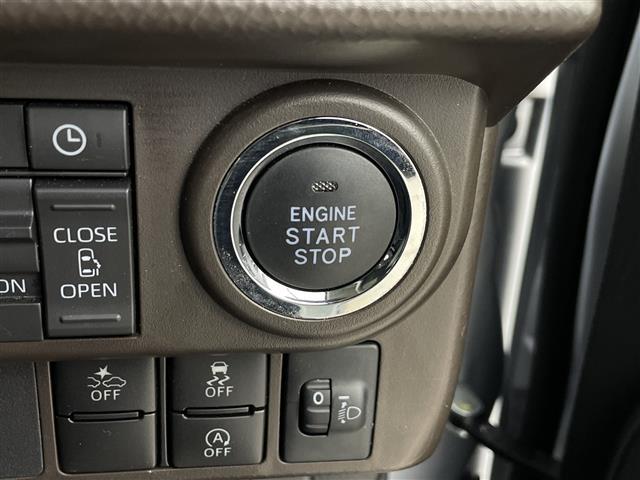 ENGINE
START
STOP
CLOSE
OPEN
ON
OFF
OFF
A
OFF
0